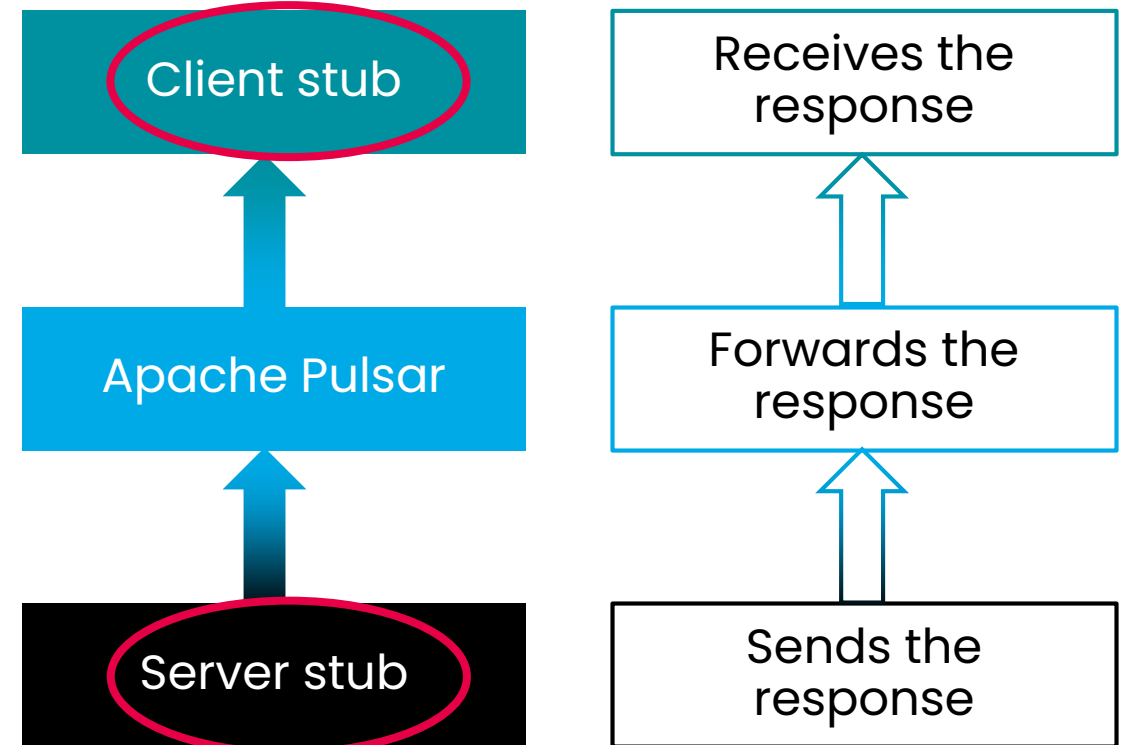 Client stub
Receives the
response
Apache Pulsar
Forwards the
response
Server stub
Sends the
response